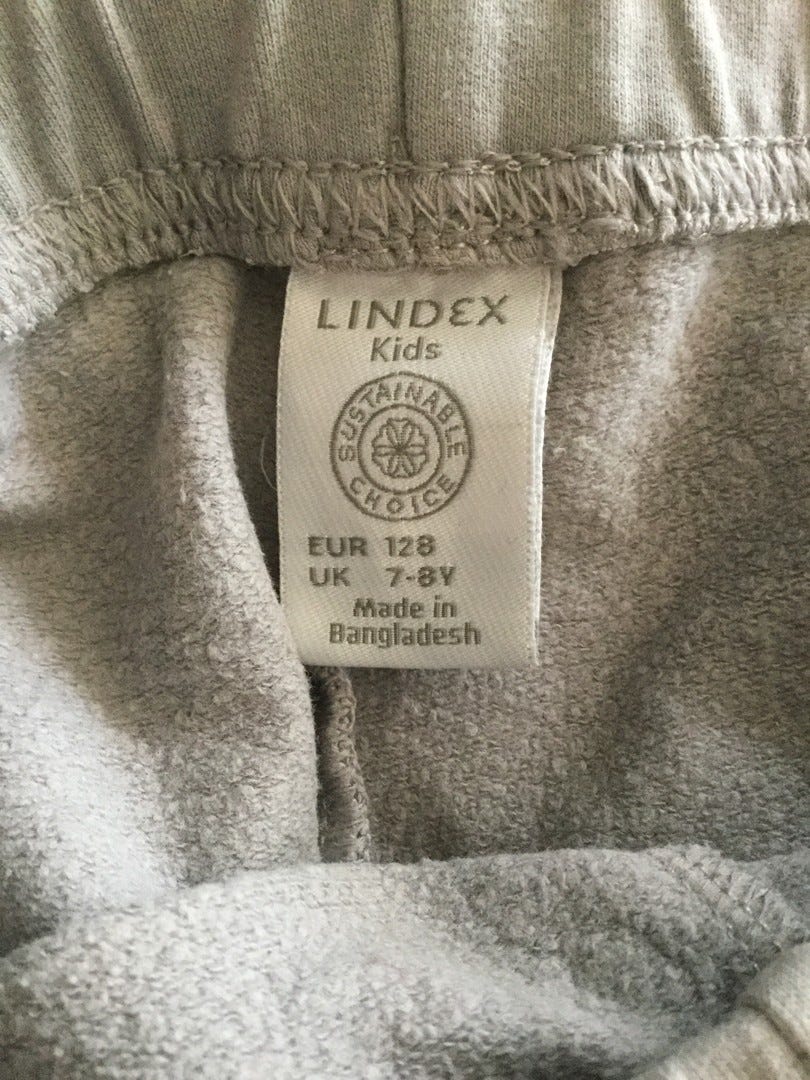 LINDEX
Kids
SUSTAINABLE
CHOICE
EUR 128
UK 7-8Y
Made in
Bangladesh